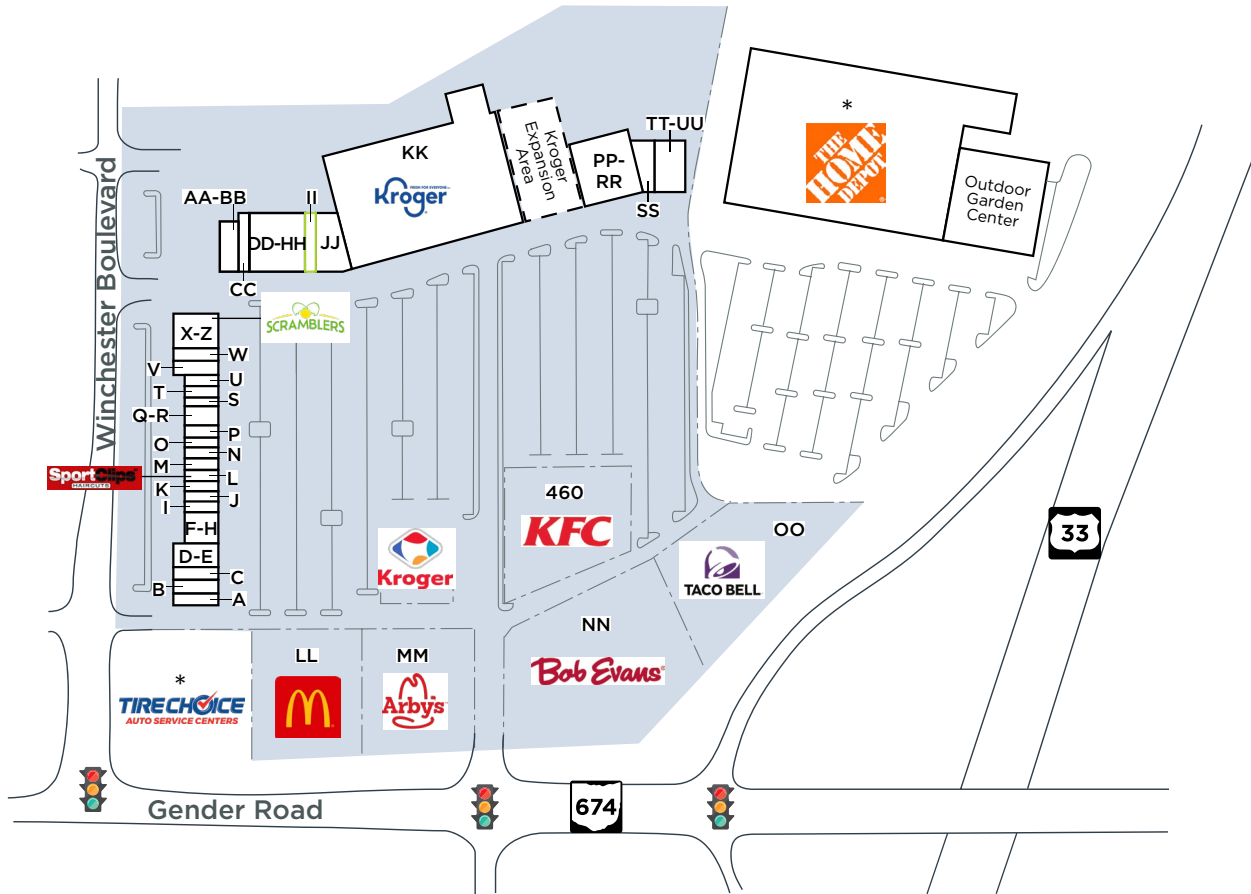 TT-UU
*
THE
HOME
DEPOT
KK
Kroger
Expansion
Area
FRESH FOR EVERYONE
Kroger
PP-
RR
Outdoor
Garden
Center
AA-BB
II
SS
DD-HH
JJ
CC
Winchester Boulevard
SCRAMBLERS
X-Z
W
V
U
T
S
Q-R
P
O
N
M
SportClips
HAIRCUTS
L
K
J
I
F-H
D-E
C
B
A
460
KFC
OO
33
Kroger
TACO BELL
NN
Bob Evans
LL
MM
Arby's
*
TIRE CHOICE
AUTO SERVICE CENTERS
Gender Road
674